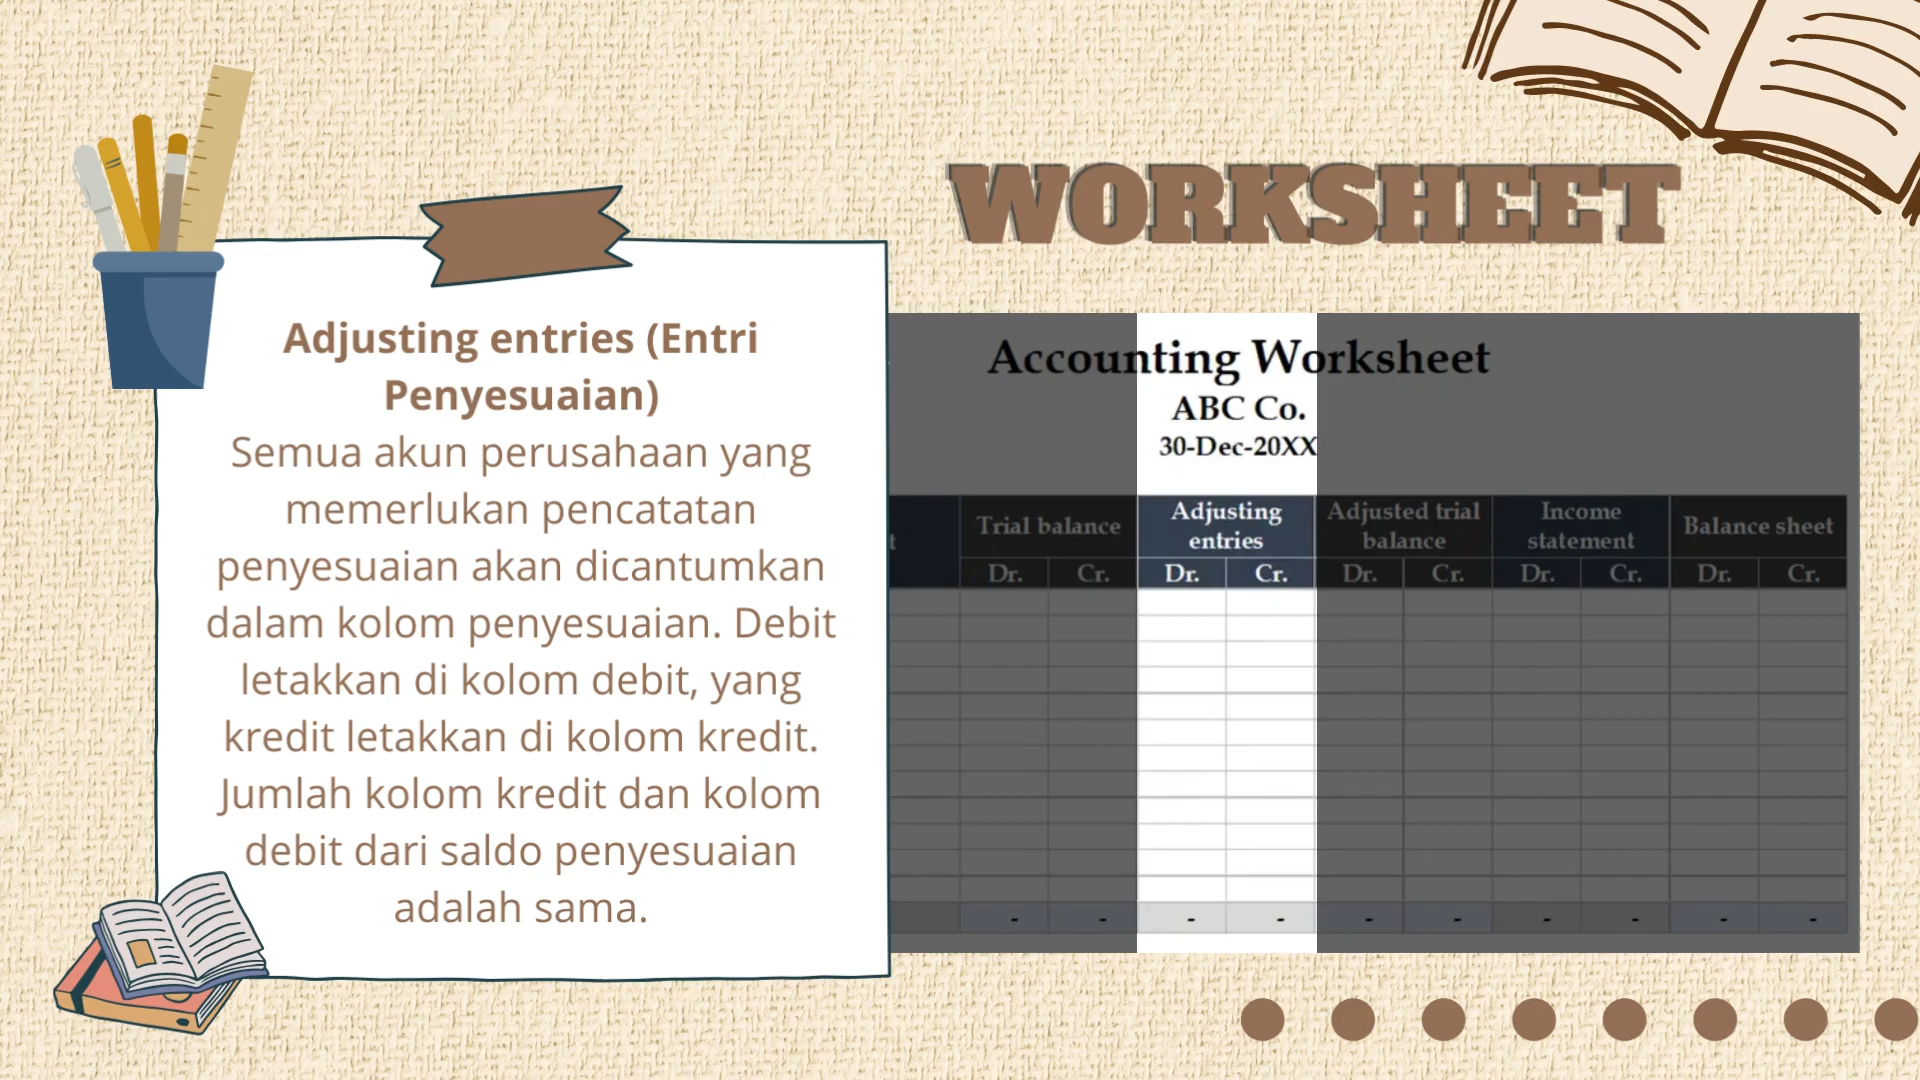 WORKSHEET
Adjusting entries (Entri
Penyesuaian)
Semua akun perusahaan yang
memerlukan pencatatan
penyesuaian akan dicantumkan
dalam kolom penyesuaian. Debit
letakkan di kolom debit, yang
kredit letakkan di kolom kredit.
Jumlah kolom kredit dan kolom
debit dari saldo penyesuaian
adalah sama.
Accounting Worksheet
ABC Co.
30-Dec-20XX
Trial balance
Adjusting
entries
Adjusted trial
balance
Income
statement
Balance sheet
Dr. Cr. Dr. Cr. Dr. Cr. Dr. Cr. Dr. Cr.
- - - - - - - - - -